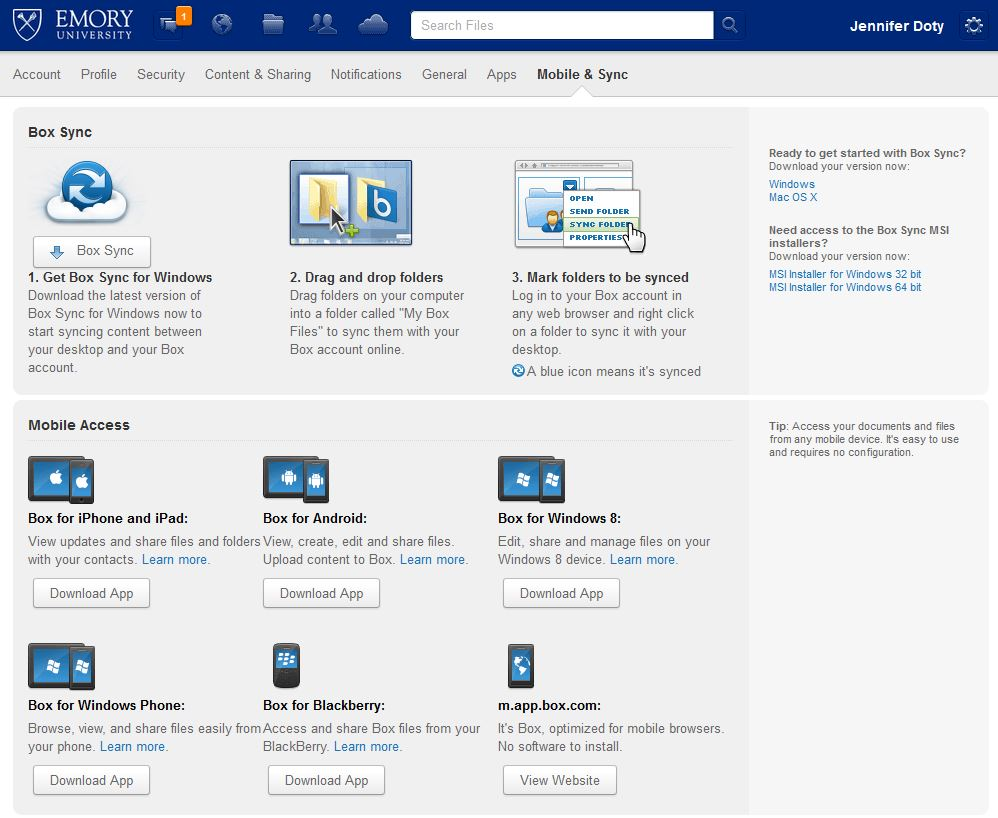 EMORY
UNIVERSITY
1
Search Files
Jennifer Doty
Account
Profile
Security
Content & Sharing
Notifications
General
Apps
Mobile & Sync
Box Sync
Box Sync
1. Get Box Sync for Windows
Download the latest version of
Box Sync for Windows now to
start syncing content between
your desktop and your Box
account.
b
2. Drag and drop folders
Drag folders on your computer
into a folder called "My Box
Files" to sync them with your
Box account online.
OPEN
SEND FOLDER
SYNC FOLDER
PROPERTIES
3. Mark folders to be synced
Log in to your Box account in
any web browser and right click
on a folder to sync it with your
desktop.
A blue icon means it's synced
Ready to get started with Box Sync?
Download your version now:
Windows
Mac OS X
Need access to the Box Sync MSI
installers?
Download your version now:
MSI Installer for Windows 32 bit
MSI Installer for Windows 64 bit
Mobile Access
Box for iPhone and iPad:
View updates and share files and folders
with your contacts. Learn more.
Download App
Box for Android:
View, create, edit and share files.
Upload content to Box. Learn more.
Download App
Box for Windows 8:
Edit, share and manage files on your
Windows 8 device. Learn more.
Download App
Box for Windows Phone:
Browse, view, and share files easily from
your phone. Learn more.
Download App
Box for Blackberry:
Access and share Box files from your
BlackBerry. Learn more.
Download App
m.app.box.com:
It's Box, optimized for mobile browsers.
No software to install.
View Website
Tip: Access your documents and files
from any mobile device. It's easy to use
and requires no configuration.